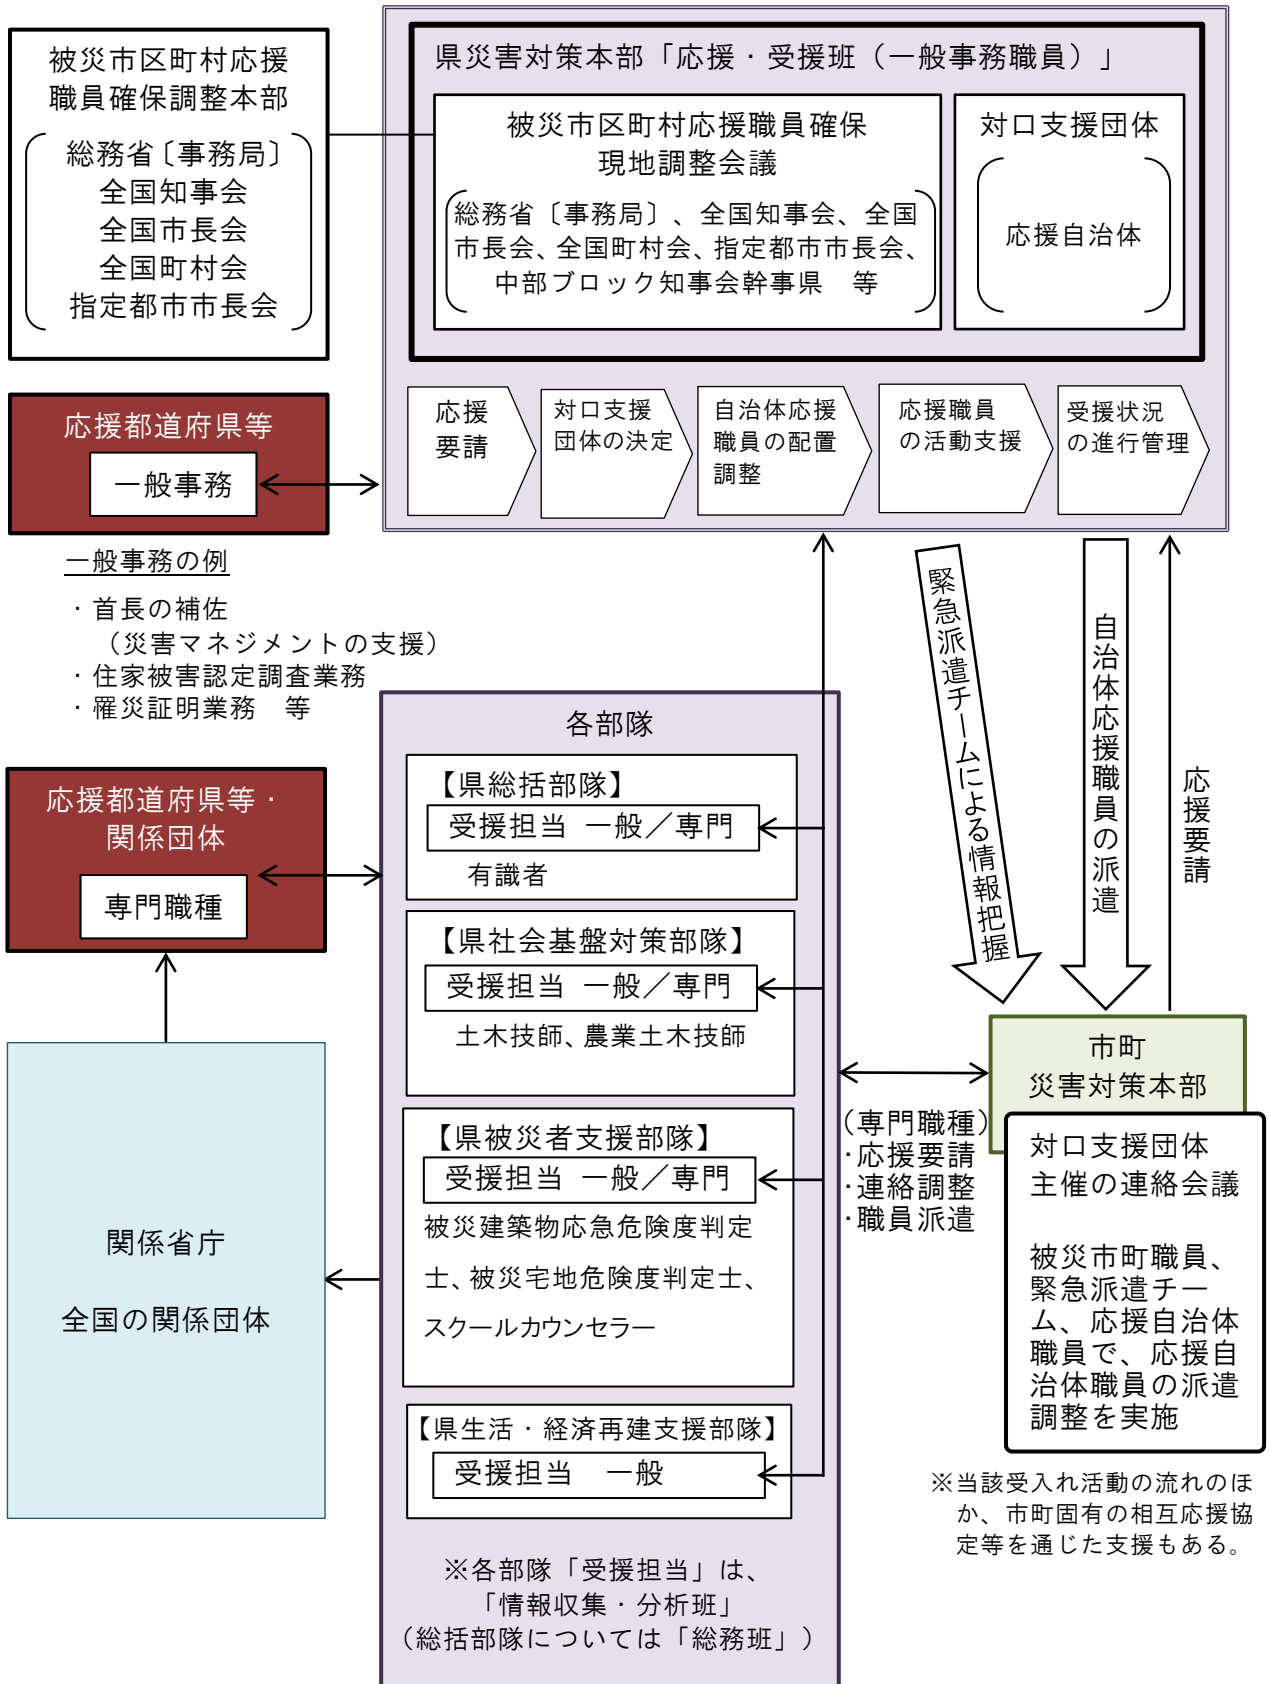 被災市区町村応援
職員確保調整本部
総務省〔事務局〕
全国知事会
全国市長会
全国町村会
指定都市市長会
県災害対策本部「応援・受援班（一般事務職員）」
被災市区町村応援職員確保
現地調整会議
総務省〔事務局〕、全国知事会、全国
市長会、全国町村会、指定都市市長会、
中部ブロック知事会幹事県　等
対口支援団体
応援自治体
応援
要請
対口支援
団体の決定
自治体応援
職員の配置
調整
応援職員
の活動支援
受援状況
の進行管理
応援都道府県等
一般事務
一般事務の例
・首長の補佐
（災害マネジメントの支援）
・住家被害認定調査業務
・罹災証明業務　等
緊急派遣チームによる情報把握
自治体応援職員の派遣
応援要請
応援都道府県等・
関係団体
専門職種
関係省庁
全国の関係団体
各部隊
【県総括部隊】
受援担当 一般／専門
有識者
【県社会基盤対策部隊】
受援担当 一般／専門
土木技師、農業土木技師
【県被災者支援部隊】
受援担当 一般／専門
被災建築物応急危険度判定
士、被災宅地危険度判定士、
スクールカウンセラー
【県生活・経済再建支援部隊】
受援担当　一般
※各部隊「受援担当」は、
「情報収集・分析班」
（総括部隊については「総務班」）
（専門職種）
・応援要請
・連絡調整
・職員派遣
市町
災害対策本部
対口支援団体
主催の連絡会議
被災市町職員、
緊急派遣チー
ム、応援自治体
職員で、応援自
治体職員の派遣
調整を実施
※当該受入れ活動の流れのほ
か、市町固有の相互応援協
定等を通じた支援もある。